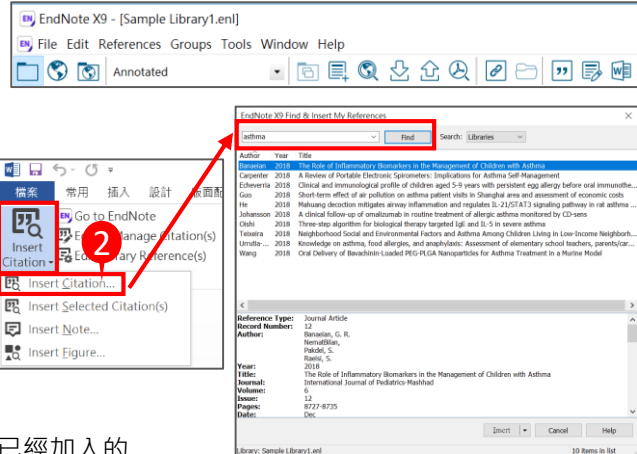 EndNote X9 - [Sample Library1.enl]
File Edit References Groups Tools Window Help
Annotated
檔案 常用 插入 設計 版面配
Insert
Citation
Go to EndNote
2
Insert Citation...
Insert Selected Citation(s)
Insert Note...
Insert Figure...
EndNote X9 Find & Insert My References
asthma Find Search: Libraries
Author Year Title
Banaeian 2018 The Role of Inflammatory Biomarkers in the Management of Children with Asthma
Carpenter 2018 A Review of Portable Electronic Spirometers: Implications for Asthma Self-Management
Echeverria 2018 Clinical and immunological profile of children aged 5-9 years with persistent egg allergy before oral immunothe...
Guo 2018 Short-term effect of air pollution on asthma patient visits in Shanghai area and assessment of economic costs
He 2018 Mahuang decoction mitigates airway inflammation and regulates IL-21/STAT3 signaling pathway in rat asthma ...
Johansson 2018 A clinical follow-up of omalizumab in routine treatment of allergic asthma monitored by CD-sens
Oishi 2018 Three-step algorithm for biological therapy targeted IgE and IL-5 in severe asthma
Teixeira 2018 Neighborhood Social and Environmental Factors and Asthma Among Children Living in Low-Income Neighborh...
Urrutia-... 2018 Knowledge on asthma, food allergies, and anaphylaxis: Assessment of elementary school teachers, parents/car...
Wang 2018 Oral Delivery of Bavachinin-Loaded PEG-PLGA Nanoparticles for Asthma Treatment in a Murine Model
Reference Type: Journal Article
Record Number: 12
Author: Banaeian, G. R.
NematBilan,
Pakdel, S.
Raeisi, S.
Year: 2018
Title: The Role of Inflammatory Biomarkers in the Management of Children with Asthma
Journal: International Journal of Pediatrics-Mashhad
Volume: 6
Issue: 12
Pages: 8727-8735
Date: Dec
Insert Cancel Help
Library: Sample Library1.enl 10 items in list
已經加入的